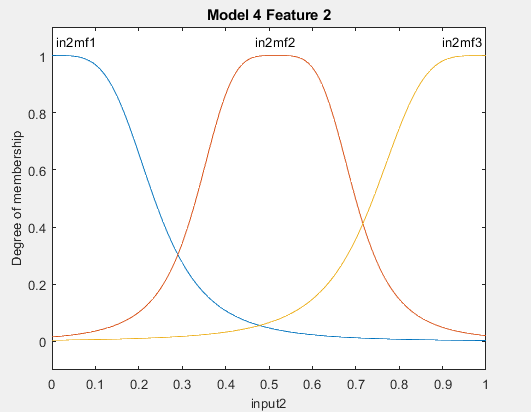 Model 4 Feature 2
in2mf1 in2mf2 in2mf3
1
0.8
0.6
0.4
0.2
0
Degree of membership
0 0.1 0.2 0.3 0.4 0.5 0.6 0.7 0.8 0.9 1
input2